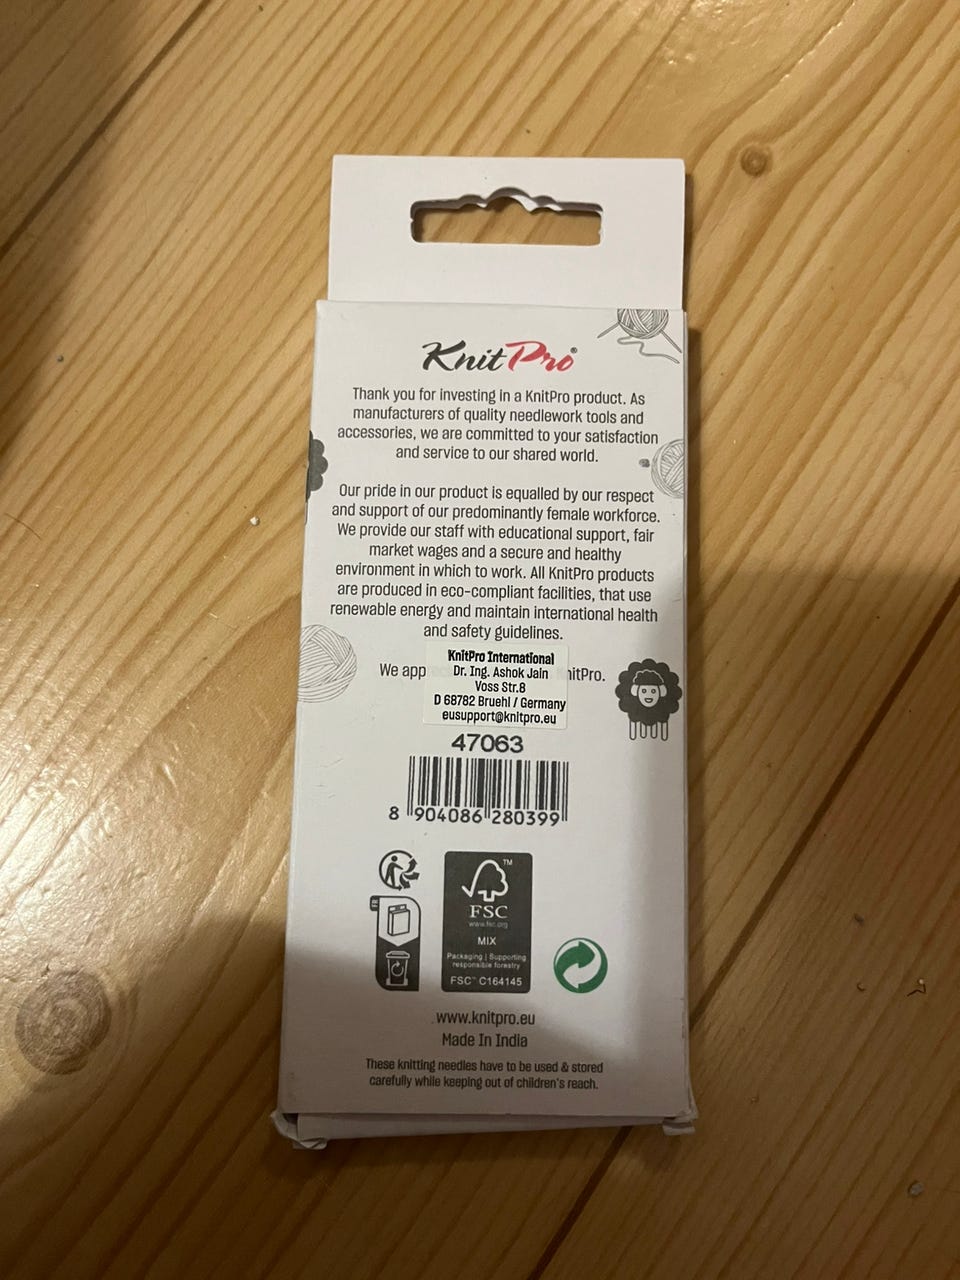 KnitPro®
Thank you for investing in a KnitPro product. As
manufacturers of quality needlework tools and
accessories, we are committed to your satisfaction
and service to our shared world.
Our pride in our product is equalled by our respect
and support of our predominantly female workforce.
We provide our staff with educational support, fair
market wages and a secure and healthy
environment in which to work. All KnitPro products
are produced in eco-compliant facilities, that use
renewable energy and maintain international health
and safety guidelines.
We app nitPro.
KnitPro International
Dr. Ing. Ashok Jain
Voss Str.8
D 68782 Bruehl / Germany
eusupport@knitpro.eu
47063
8 904086 280399
TM
FSC
www.fsc.org
MIX
Packaging | Supporting
responsible forestry
FSC™ C164145
www.knitpro.eu
Made In India
These knitting needles have to be used & stored
carefully while keeping out of children's reach.